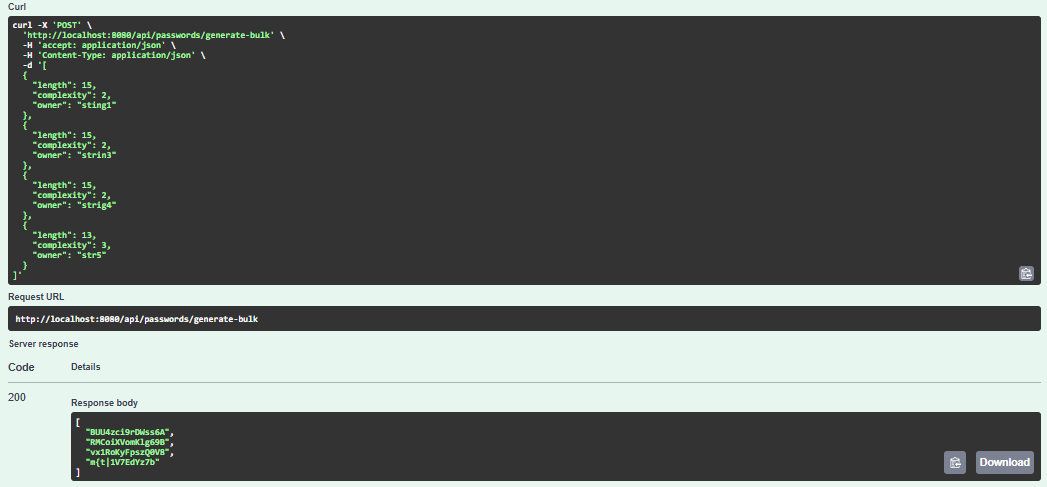 Curl
curl -X 'POST' \
'http://localhost:8080/api/passwords/generate-bulk' \
-H 'accept: application/json' \
-H 'Content-Type: application/json' \
-d '[
{
"length": 15,
"complexity": 2,
"owner": "sting1"
},
{
"length": 15,
"complexity": 2,
"owner": "strin3"
},
{
"length": 15,
"complexity": 2,
"owner": "strig4"
},
{
"length": 13,
"complexity": 3,
"owner": "str5"
}
]'
Request URL
http://localhost:8080/api/passwords/generate-bulk
Server response
Code Details
200
Response body
[
"BUU4zci9rDWss6A",
"RMCoiXVomKlg69B",
"vx1RoKyFpszQ0V8",
"m{t|1V7EdYz7b"
]
Download